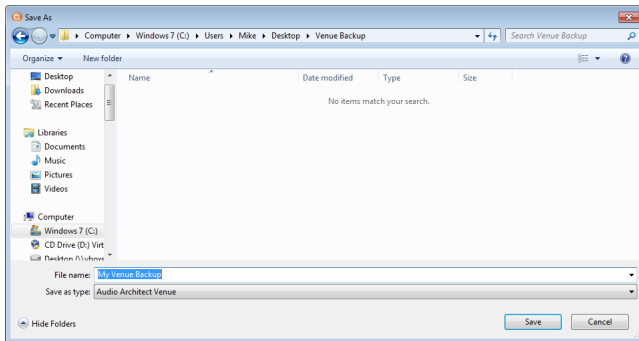 Save As
Computer ▸ Windows 7 (C:) ▸ Users ▸ Mike ▸ Desktop ▸ Venue Backup
Search Venue Backup
Organize
New folder
Desktop
Downloads
Recent Places
Libraries
Documents
Music
Pictures
Videos
Computer
Windows 7 (C:)
CD Drive (D:) Virt
Desktop (\\vboxs
Name
Date modified
Type
Size
No items match your search.
File name: My Venue Backup
Save as type: Audio Architect Venue
Hide Folders
Save
Cancel